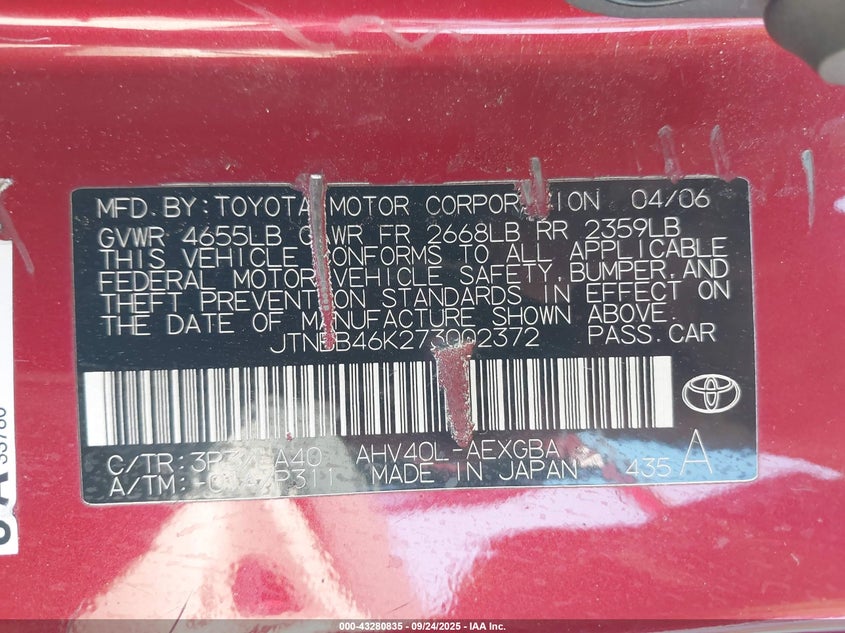 MFD. BY: TOYOTA MOTOR CORPORATION 04/06
GVWR 4655LB GAWR FR 2668LB RR 2359LB
THIS VEHICLE CONFORMS TO ALL APPLICABLE
FEDERAL MOTOR VEHICLE SAFETY, BUMPER, AND
THEFT PREVENTION STANDARDS IN EFFECT ON
THE DATE OF MANUFACTURE SHOWN ABOVE.
JTNBB46K273002372 PASS. CAR
C/TR: AHV40L-AEXGBA
A/TM: MADE IN JAPAN 435 A
000-43280835 - 09/24/2025 - IAA Inc.